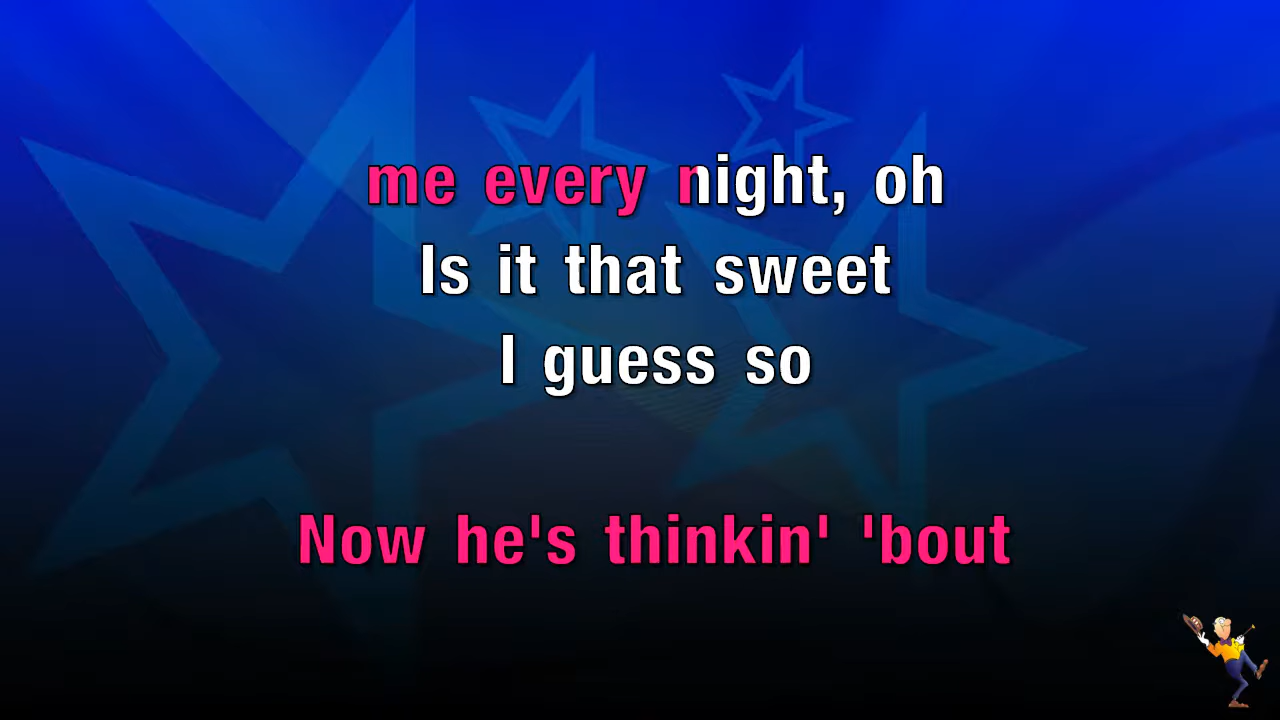 me every night, oh
Is it that sweet
I guess so
Now he's thinkin' 'bout